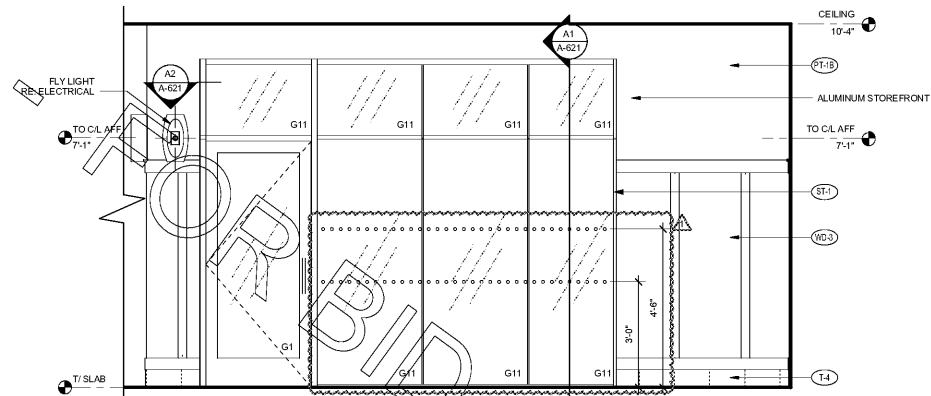 CEILING
10'-4"
A1
A-621
PT-1B
A2
A-621
FLY LIGHT
RE: ELECTRICAL
ALUMINUM STOREFRONT
G11 G11 G11 G11
TO C/L AFF
7'-1"
TO C/L AFF
7'-1"
ST-1
1
WD-3
4'-6"
3'-0"
G1
G11 G11 G11
T/ SLAB
T-4
FOR BID